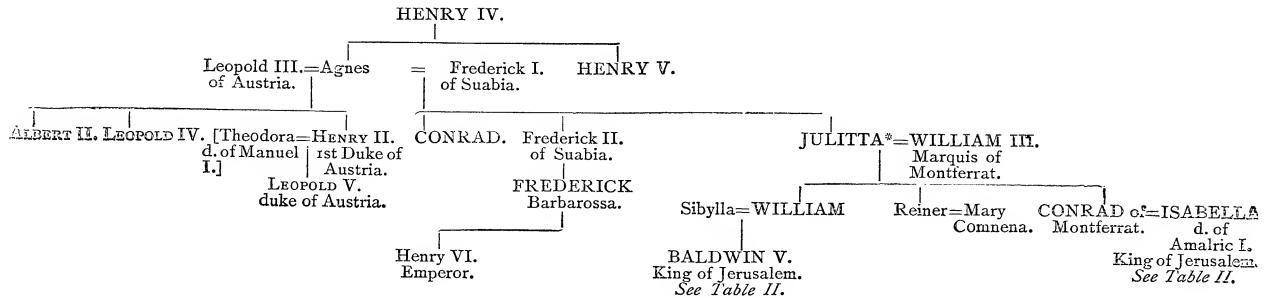 HENRY IV.
Leopold III.=Agnes = Frederick I. HENRY V.
of Austria. of Suabia.
ALBERT II. LEOPOLD IV. [Theodora=HENRY II. CONRAD. Frederick II. JULITTA*=WILLIAM III.
d. of Manuel 1st Duke of of Suabia. Marquis of
I.] Austria. Montferrat.
LEOPOLD V. FREDERICK
duke of Austria. Barbarossa.
Sibylla=WILLIAM Reiner=Mary CONRAD of=ISABELLA
Comnena. Montferrat. d. of
Henry VI. BALDWIN V. Amalric I.
Emperor. King of Jerusalem. King of Jerusalem.
See Table II. See Table II.